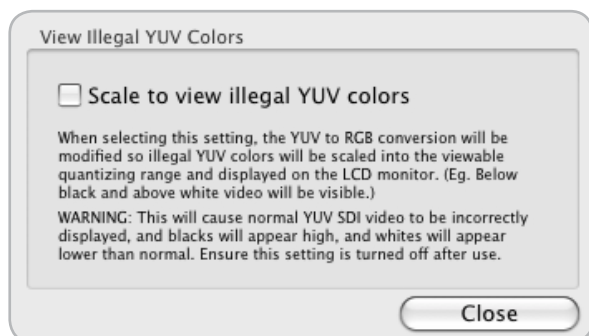 View Illegal YUV Colors
Scale to view illegal YUV colors
When selecting this setting, the YUV to RGB conversion will be
modified so illegal YUV colors will be scaled into the viewable
quantizing range and displayed on the LCD monitor. (Eg. Below
black and above white video will be visible.)
WARNING: This will cause normal YUV SDI video to be incorrectly
displayed, and blacks will appear high, and whites will appear
lower than normal. Ensure this setting is turned off after use.
Close